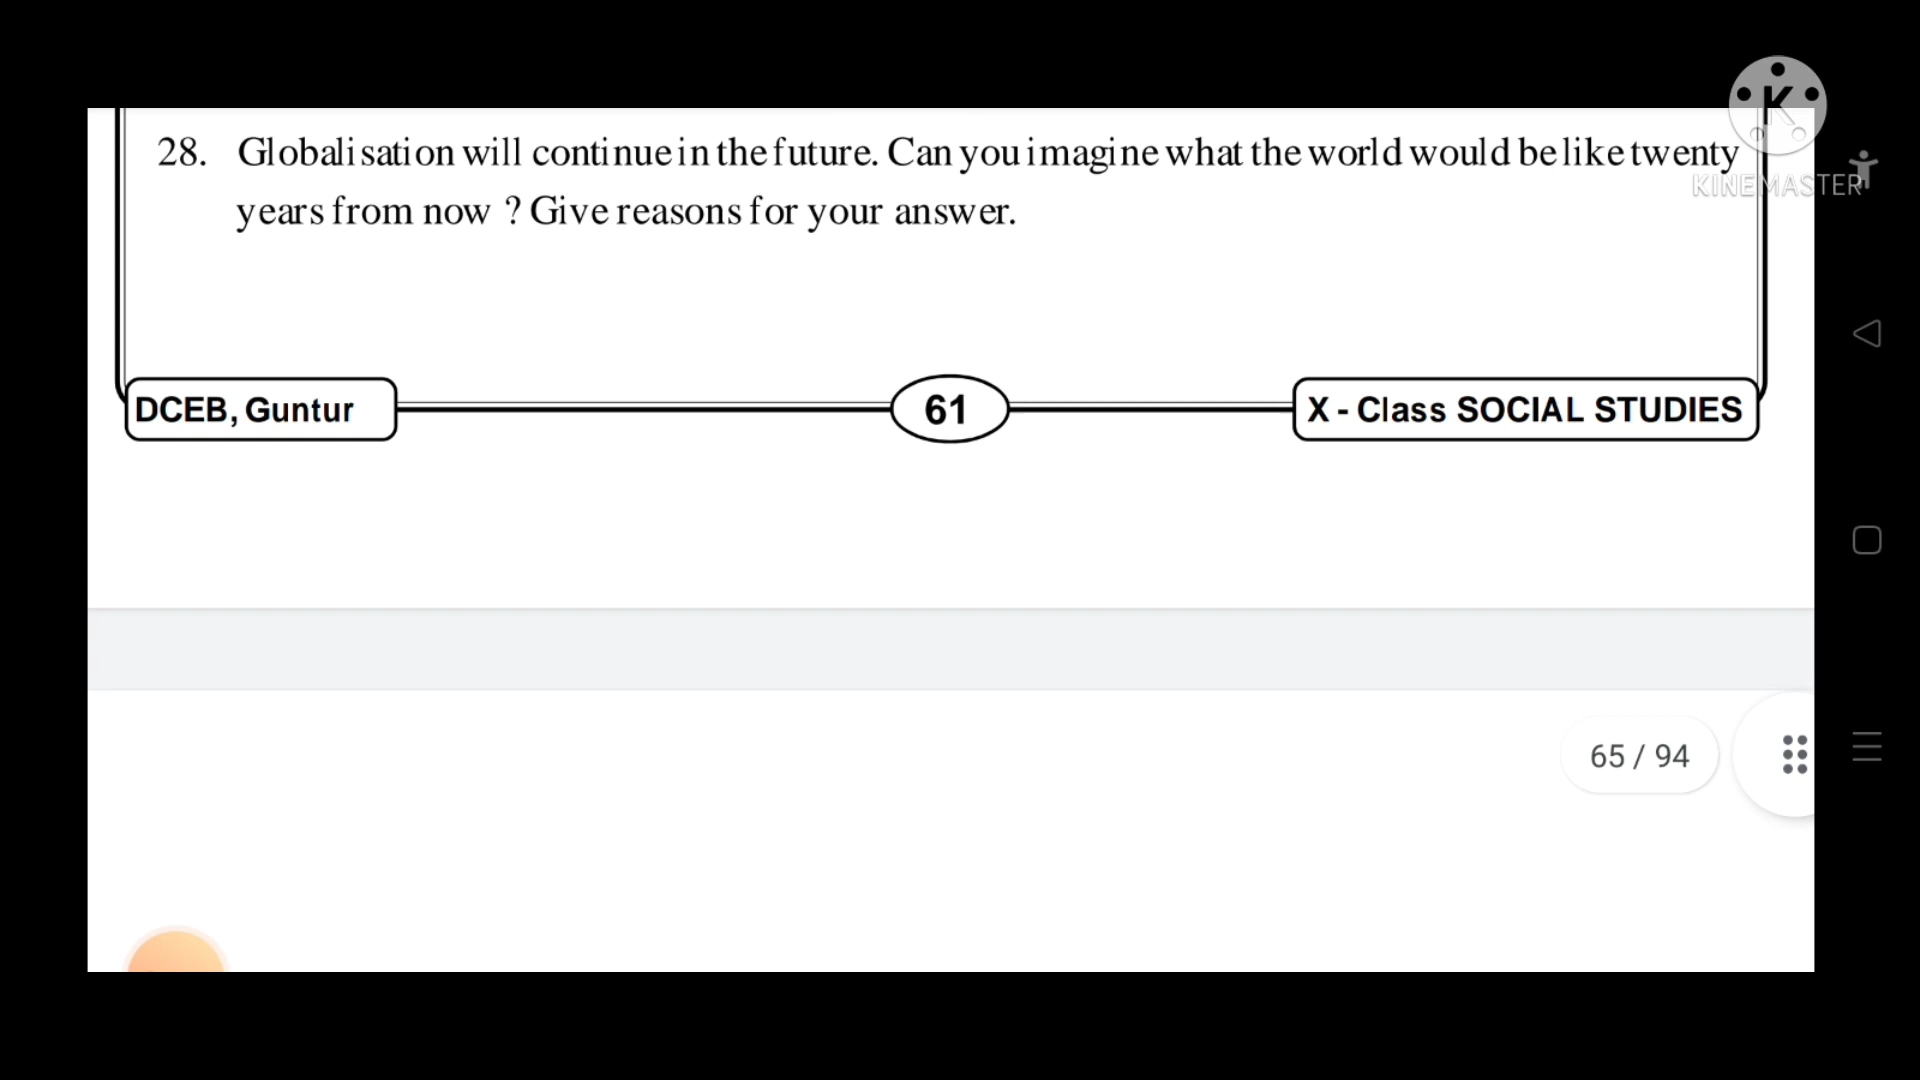 K
KINEMASTER
28. Globalisation will continue in the future. Can you imagine what the world would be like twenty
years from now ? Give reasons for your answer.
DCEB, Guntur 61 X - Class SOCIAL STUDIES
65 / 94